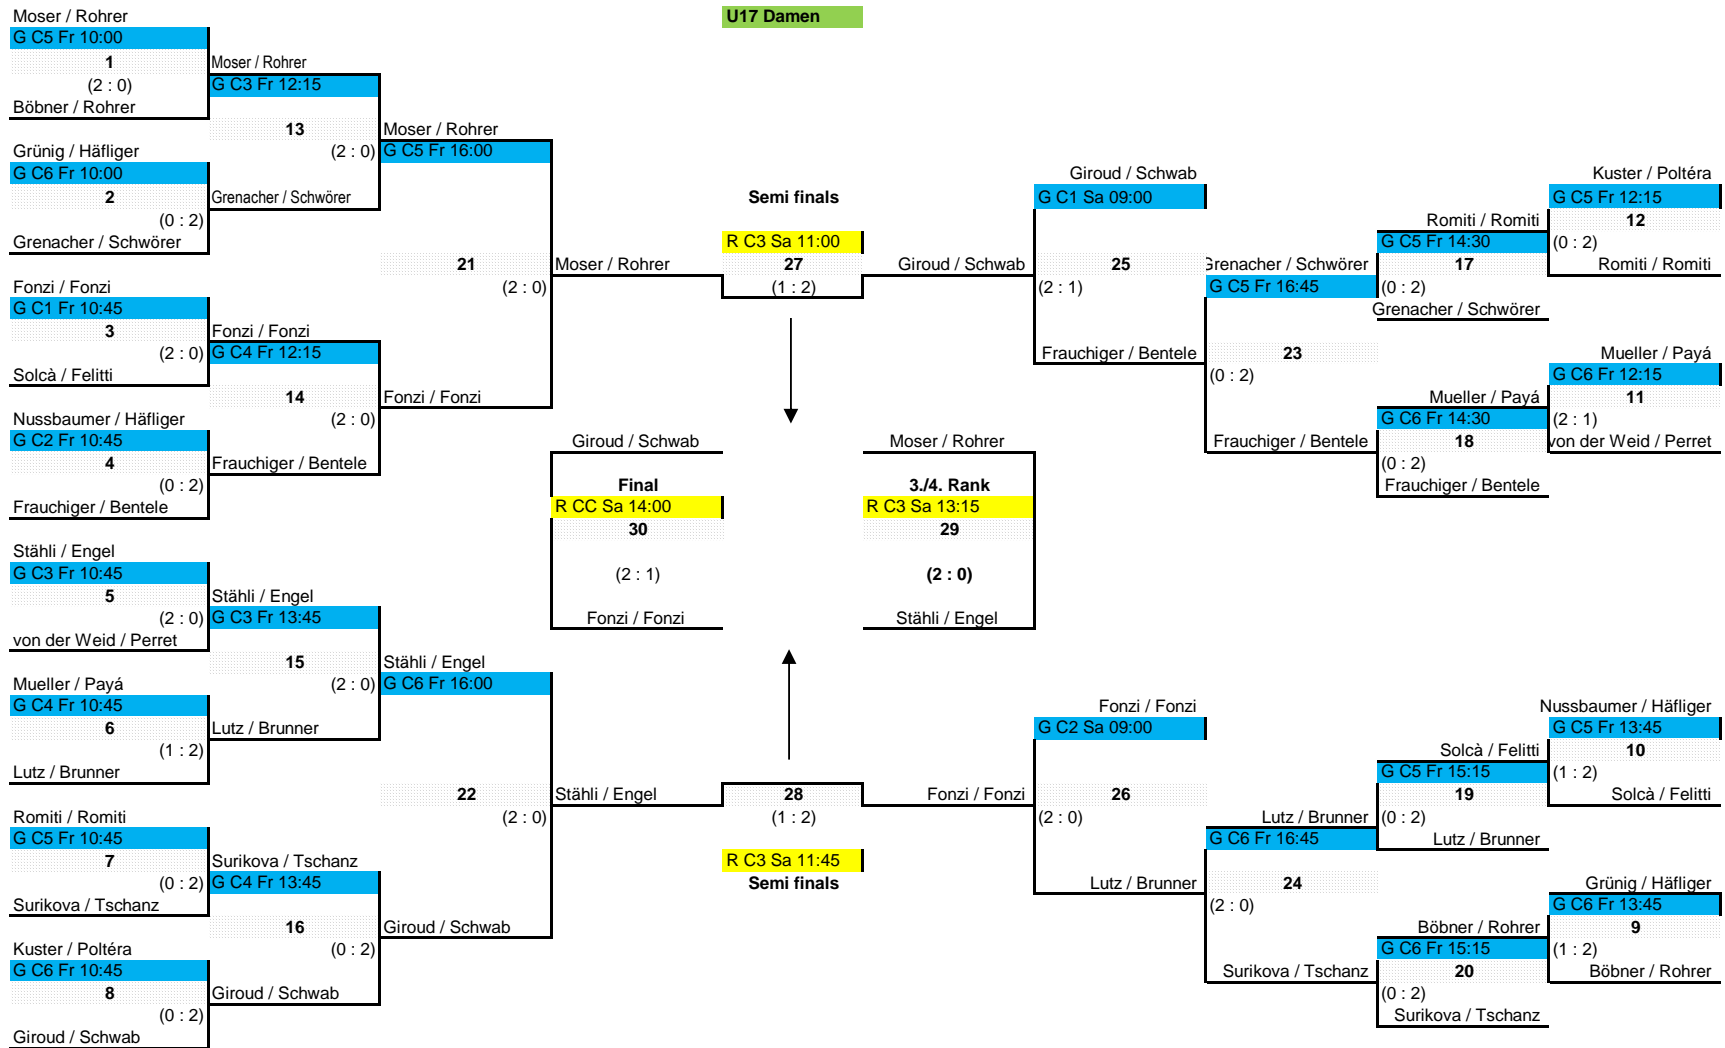 Moser / Rohrer
U17 Damen
G C5 Fr 10:00
1
Moser / Rohrer
(2 : 0)
G C3 Fr 12:15
Böbner / Rohrer
13
Moser / Rohrer
Grünig / Häfliger
(2 : 0)
G C5 Fr 16:00
G C6 Fr 10:00
2
Grenacher / Schwörer
(0 : 2)
Grenacher / Schwörer
21
Moser / Rohrer
(2 : 0)
Fonzi / Fonzi
G C1 Fr 10:45
3
Fonzi / Fonzi
(2 : 0)
G C4 Fr 12:15
Solcà / Felitti
14
Fonzi / Fonzi
Nussbaumer / Häfliger
(2 : 0)
G C2 Fr 10:45
4
Frauchiger / Bentele
(0 : 2)
Frauchiger / Bentele
Stähli / Engel
G C3 Fr 10:45
5
Stähli / Engel
(2 : 0)
G C3 Fr 13:45
von der Weid / Perret
15
Stähli / Engel
Mueller / Payá
(2 : 0)
G C6 Fr 16:00
G C4 Fr 10:45
6
Lutz / Brunner
(1 : 2)
Lutz / Brunner
22
Stähli / Engel
(2 : 0)
Romiti / Romiti
G C5 Fr 10:45
7
Surikova / Tschanz
(0 : 2)
G C4 Fr 13:45
Surikova / Tschanz
16
Giroud / Schwab
Kuster / Poltéra
(0 : 2)
G C6 Fr 10:45
8
Giroud / Schwab
(0 : 2)
Giroud / Schwab
Semi finals
R C3 Sa 11:00
27
(1 : 2)
Giroud / Schwab
Final
R CC Sa 14:00
30
(2 : 1)
Fonzi / Fonzi
Moser / Rohrer
3./4. Rank
R C3 Sa 13:15
29
(2 : 0)
Stähli / Engel
28
(1 : 2)
R C3 Sa 11:45
Semi finals
Giroud / Schwab
G C1 Sa 09:00
Giroud / Schwab
25
(2 : 1)
Frauchiger / Bentele
Kuster / Poltéra
G C5 Fr 12:15
Romiti / Romiti
12
G C5 Fr 14:30
(0 : 2)
Grenacher / Schwörer
17
Romiti / Romiti
G C5 Fr 16:45
(0 : 2)
Grenacher / Schwörer
23
(0 : 2)
Mueller / Payá
G C6 Fr 12:15
Mueller / Payá
11
G C6 Fr 14:30
(2 : 1)
Frauchiger / Bentele
18
von der Weid / Perret
(0 : 2)
Frauchiger / Bentele
Fonzi / Fonzi
G C2 Sa 09:00
Fonzi / Fonzi
26
(2 : 0)
Lutz / Brunner
Nussbaumer / Häfliger
G C5 Fr 13:45
Solcà / Felitti
10
G C5 Fr 15:15
(1 : 2)
19
Solcà / Felitti
Lutz / Brunner
(0 : 2)
G C6 Fr 16:45
Lutz / Brunner
24
(2 : 0)
Grünig / Häfliger
G C6 Fr 13:45
Böbner / Rohrer
9
G C6 Fr 15:15
(1 : 2)
Surikova / Tschanz
20
Böbner / Rohrer
(0 : 2)
Surikova / Tschanz